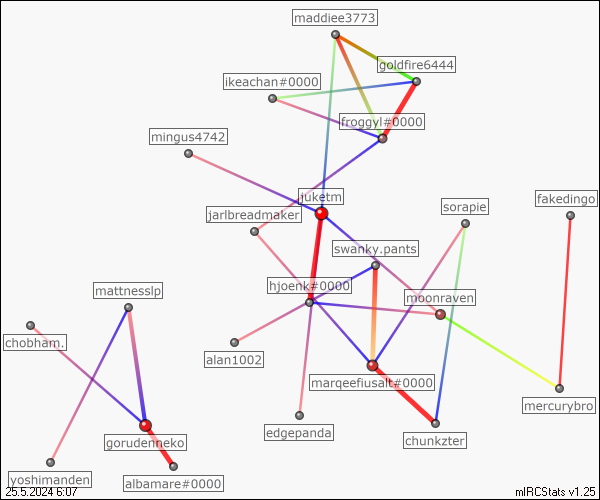 maddiee3773
goldfire6444
ikeachan#0000
froggyl#0000
mingus4742
juketm
fakedingo
sorapie
jarlbreadmaker
swanky.pants
hjoenk#0000
mattnesslp
moonraven
chobham.
alan1002
marqeefiusalt#0000
mercurybro
edgepanda
chunkzter
gorudenneko
yoshimanden
albamare#0000
25.5.2024 6:07
mIRCStats v1.25